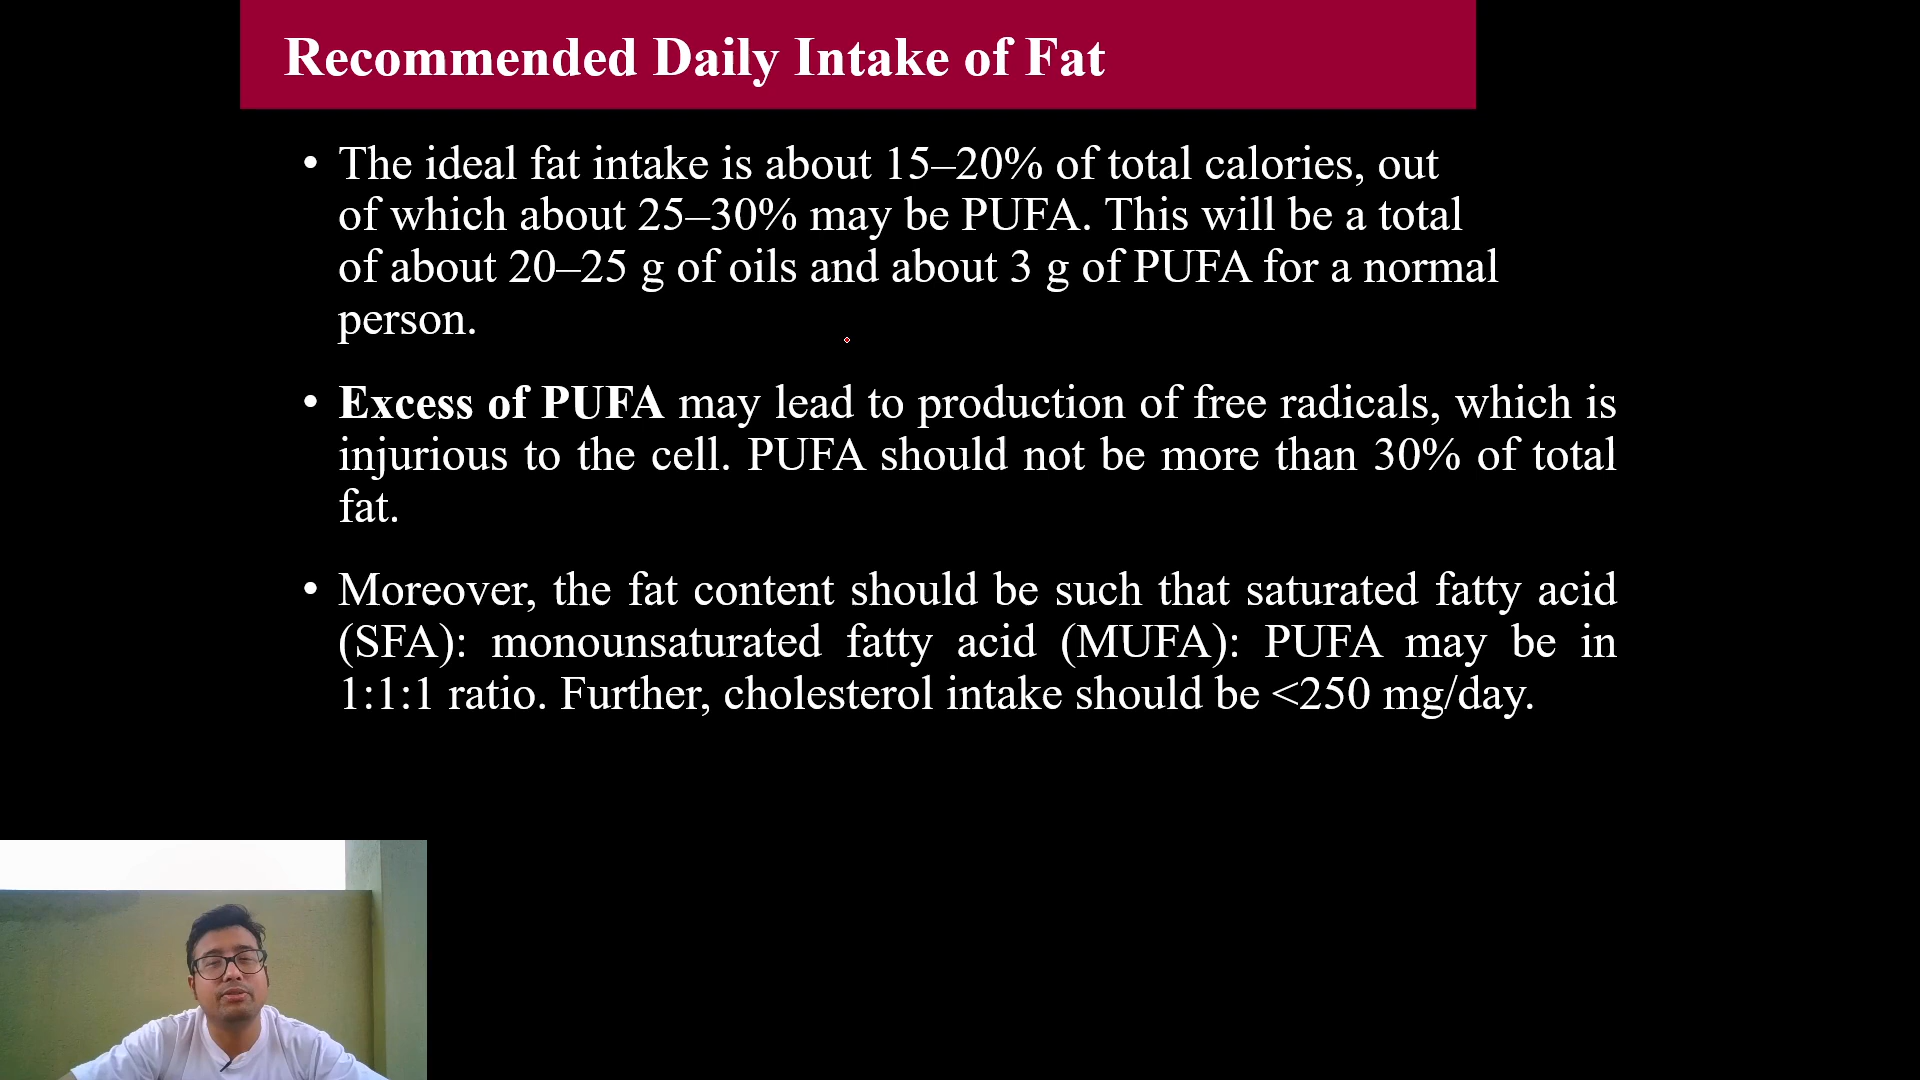 Recommended Daily Intake of Fat
• The ideal fat intake is about 15–20% of total calories, out
of which about 25–30% may be PUFA. This will be a total
of about 20–25 g of oils and about 3 g of PUFA for a normal
person.
• Excess of PUFA may lead to production of free radicals, which is
injurious to the cell. PUFA should not be more than 30% of total
fat.
• Moreover, the fat content should be such that saturated fatty acid
(SFA): monounsaturated fatty acid (MUFA): PUFA may be in
1:1:1 ratio. Further, cholesterol intake should be <250 mg/day.